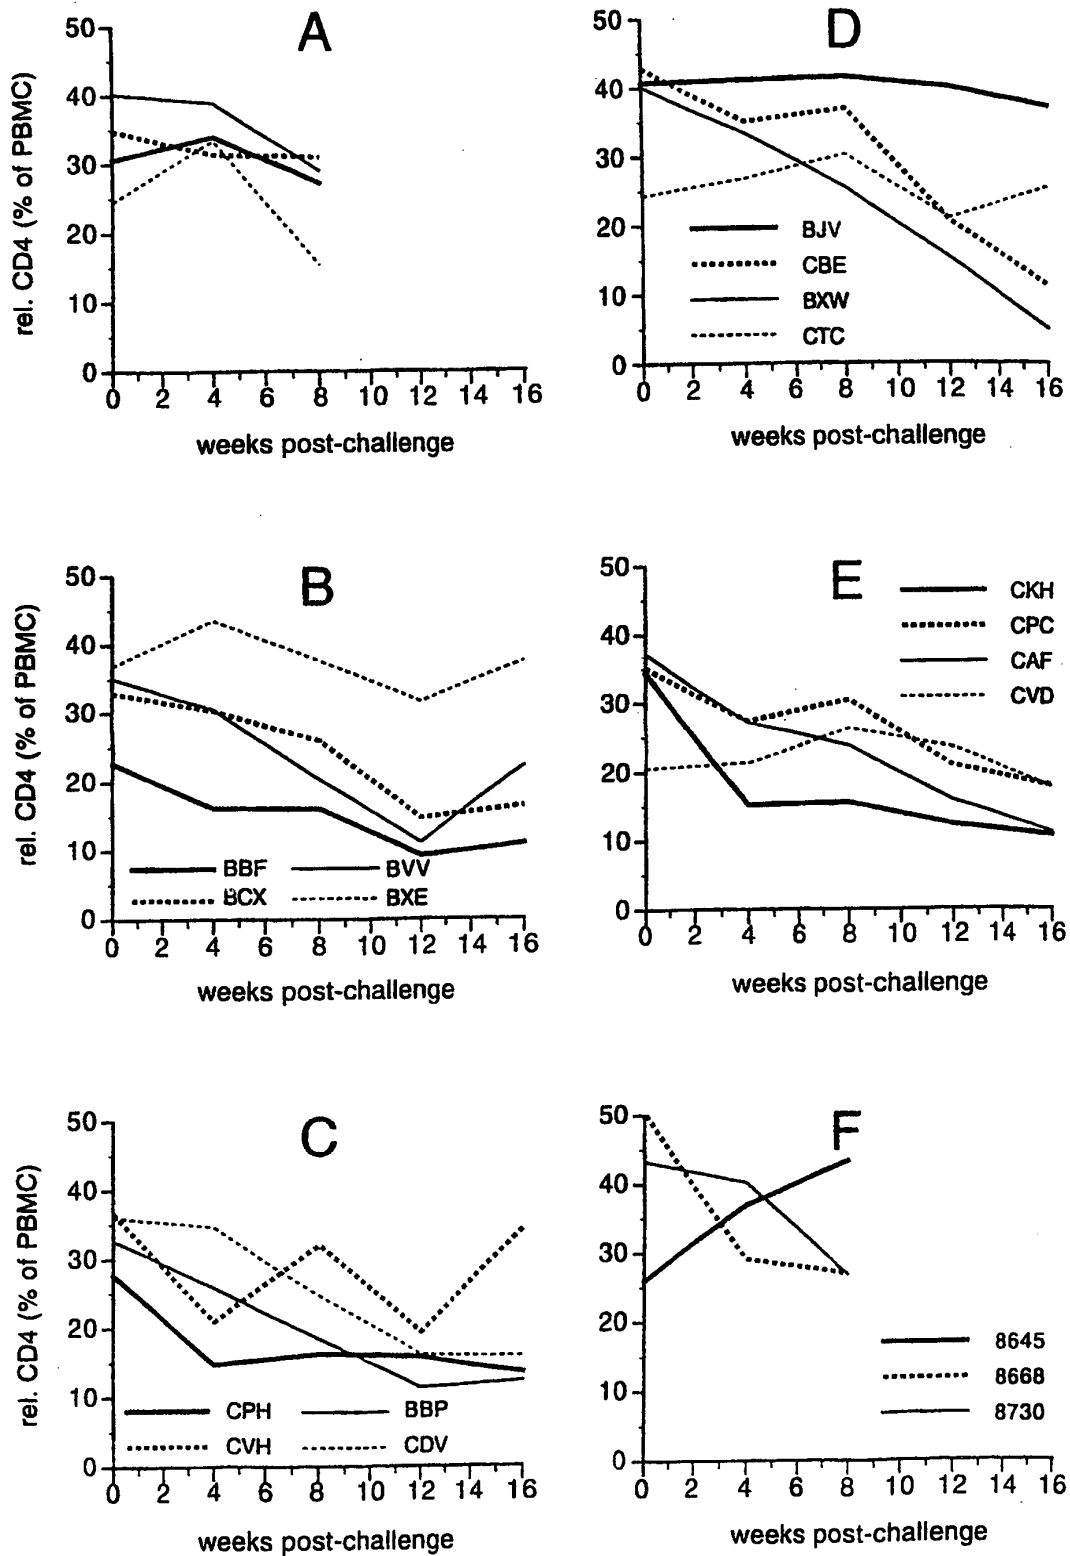 A
rel. CD4 (% of PBMC)
50
40
30
20
10
0
0 2 4 6 8 10 12 14 16
weeks post-challenge
D
50
40
30
20
10
0
BJV
CBE
BXW
CTC
0 2 4 6 8 10 12 14 16
weeks post-challenge
B
rel. CD4 (% of PBMC)
50
40
30
20
10
0
BBF BVV
BCX BXE
0 2 4 6 8 10 12 14 16
weeks post-challenge
E
50
40
30
20
10
0
CKH
CPC
CAF
CVD
0 2 4 6 8 10 12 14 16
weeks post-challenge
C
rel. CD4 (% of PBMC)
50
40
30
20
10
0
CPH BBP
CVH CDV
0 2 4 6 8 10 12 14 16
weeks post-challenge
F
50
40
30
20
10
0
8645
8668
8730
0 2 4 6 8 10 12 14 16
weeks post-challenge